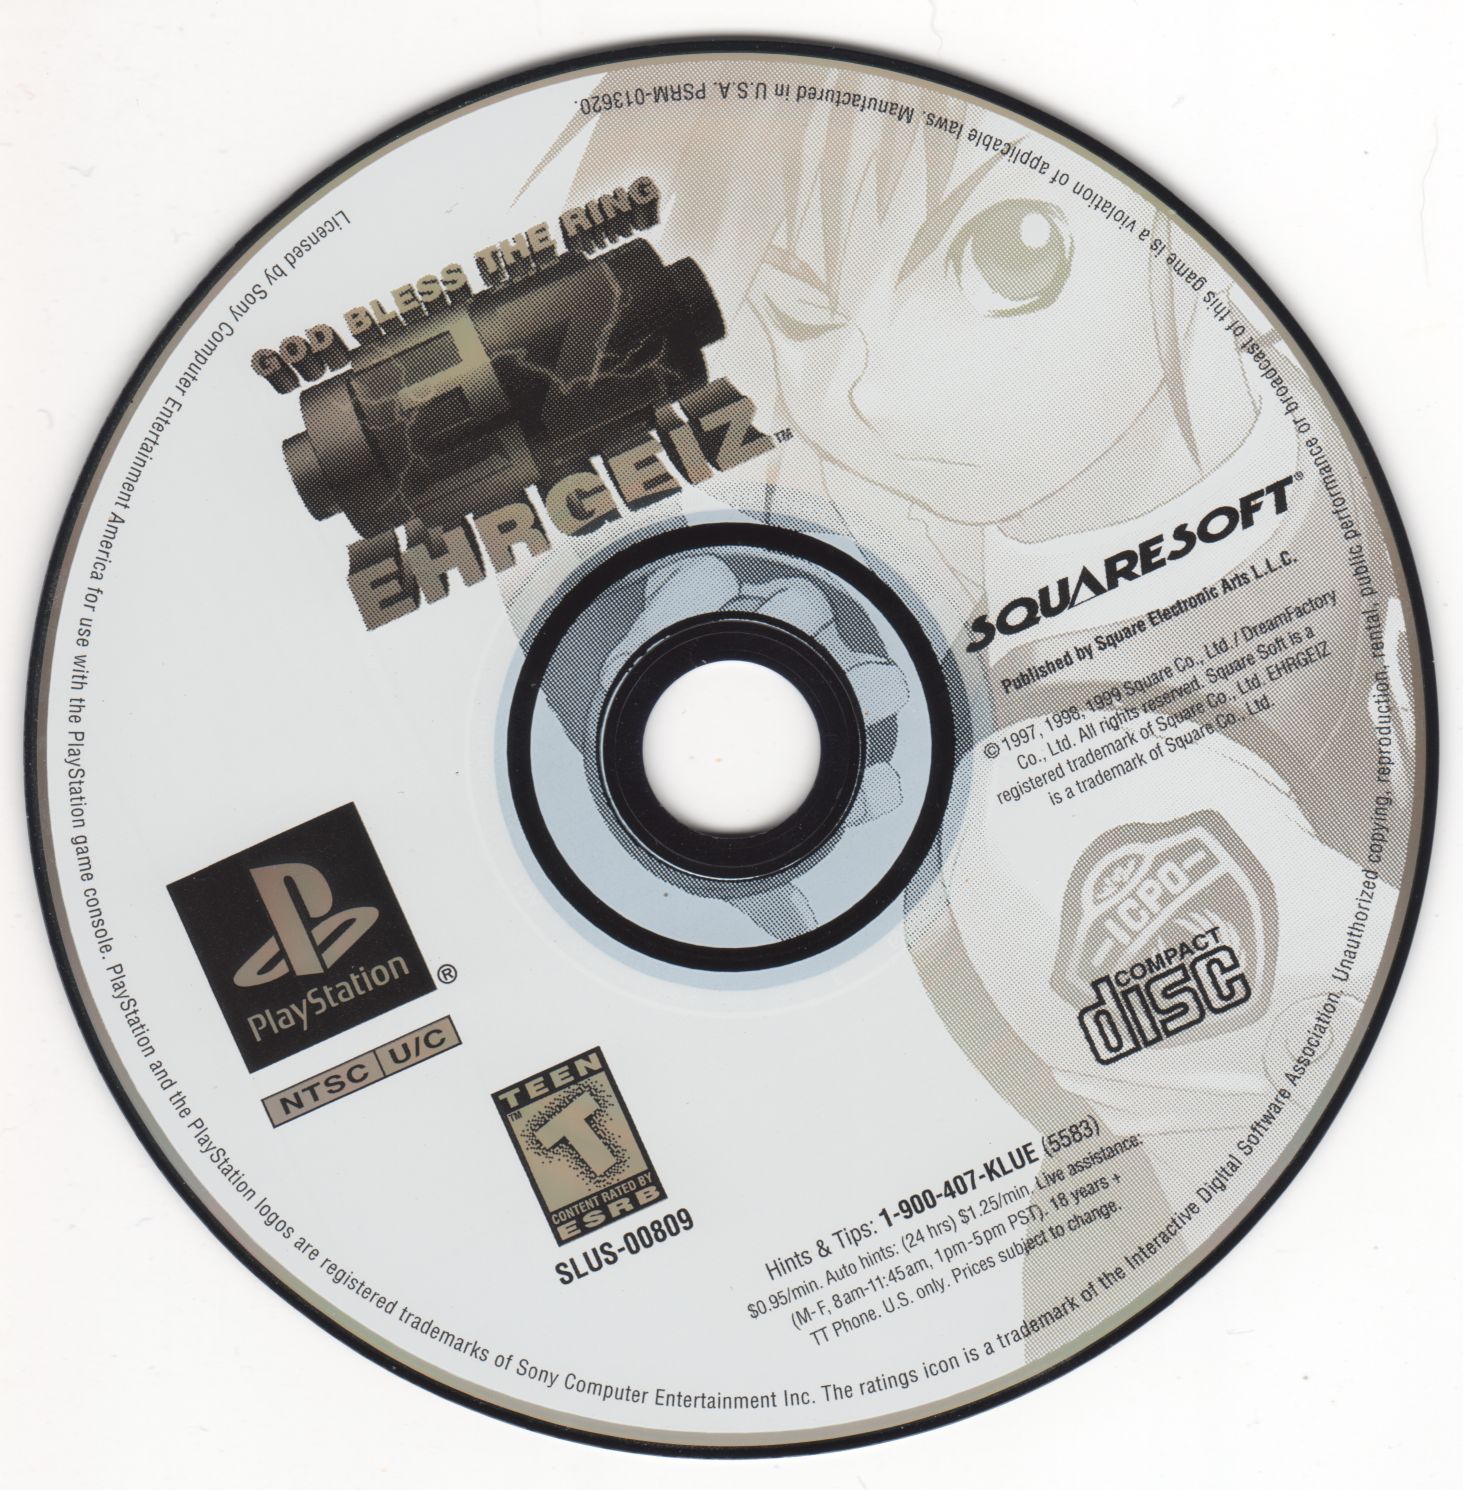 GOD BLESS THE RING
EZ
EHRGEIZ™
SQUARESOFT®
Published by Square Electronic Arts L.L.C.
© 1997, 1998, 1999 Square Co., Ltd. / DreamFactory
Co., Ltd. All rights reserved. Square Soft is a
registered trademark of Square Co., Ltd. EHRGEIZ
is a trademark of Square Co., Ltd.
PlayStation®
NTSC U/C
TEEN
T™
CONTENT RATED BY
ESRB
SLUS-00809
ICPO
COMPACT
disc
Hints & Tips: 1-900-407-KLUE (5583)
$0.95/min. Auto hints: (24 hrs) $1.25/min. Live assistance:
(M-F, 8am-11:45am, 1pm-5pm PST). 18 years +
TT Phone. U.S. only. Prices subject to change.
Licensed by Sony Computer Entertainment America for use with the PlayStation game console. PlayStation and the PlayStation logos are registered trademarks of Sony Computer Entertainment Inc. The ratings icon is a trademark of the Interactive Digital Software Association. Unauthorized copying, reproduction, rental, public performance or broadcast of this game is a violation of applicable laws. Manufactured in U.S.A. PSRM-013620.